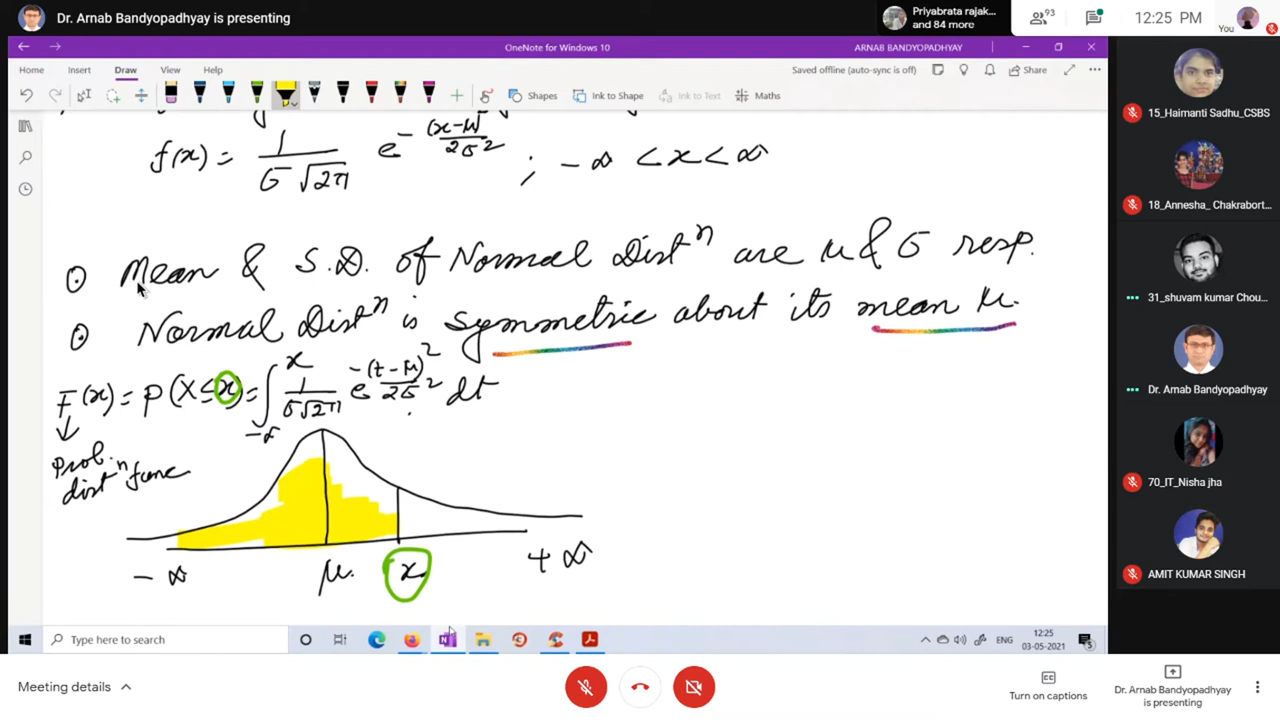 Dr. Arnab Bandyopadhyay is presenting
Priyabrata rajak...
and 84 more
93
12:25 PM
You
OneNote for Windows 10
ARNAB BANDYOPADHYAY
Home Insert Draw View Help
Saved offline (auto-sync is off)
Share
Shapes
Ink to Shape
Ink to Text
Maths
f(x) = 1/(σ√2π) e^-(x-μ)²/2σ² ; -∞ < x < ∞
⊙ Mean & S.D. of Normal Distⁿ are μ & σ resp.
⊙ Normal Distⁿ is symmetric about its mean μ.
F(x) = P(X ≤ x) = ∫_-∞^x 1/(σ√2π) e^-(t-μ)²/2σ² dt
Prob.
distⁿ func
-∞ μ. x +∞
15_Haimanti Sadhu_CSBS
18_Annesha_ Chakrabort...
31_shuvam kumar Chou...
Dr. Arnab Bandyopadhyay
70_IT_Nisha jha
AMIT KUMAR SINGH
Type here to search
ENG
12:25
03-05-2021
5
Meeting details
Turn on captions
Dr. Arnab Bandyopadhyay
is presenting